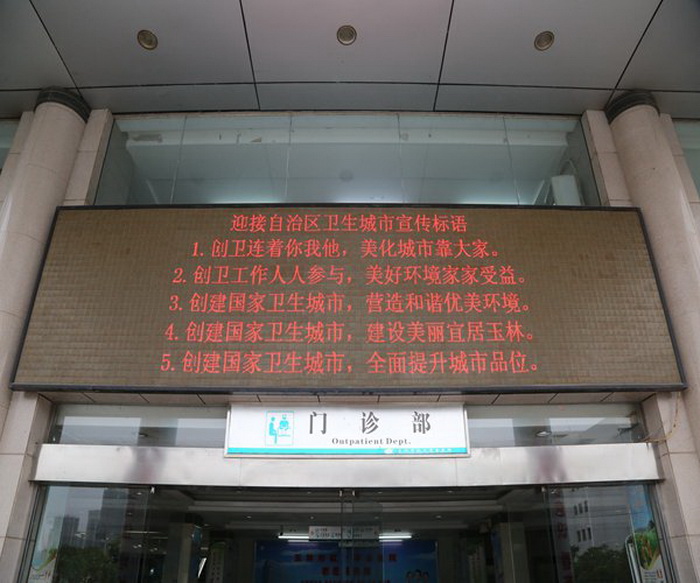 迎接自治区卫生城市宣传标语
1. 创卫连着你我他，美化城市靠大家。
2. 创卫工作人人参与，美好环境家家受益。
3. 创建国家卫生城市，营造和谐优美环境。
4. 创建国家卫生城市，建设美丽宜居玉林。
5. 创建国家卫生城市，全面提升城市品位。
门诊部
Outpatient Dept.